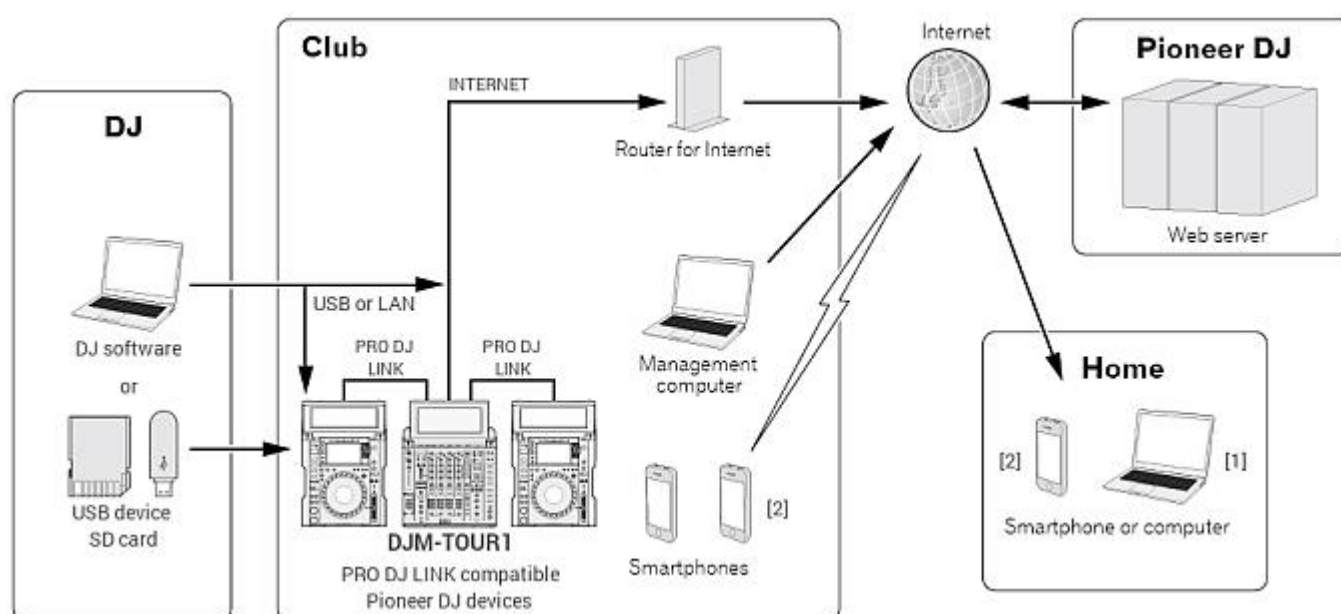 DJ
DJ software
or
USB device
SD card
Club
INTERNET
Router for Internet
USB or LAN
PRO DJ
LINK
PRO DJ
LINK
DJM-TOUR1
PRO DJ LINK compatible
Pioneer DJ devices
Management
computer
[2]
Smartphones
Internet
Pioneer DJ
Web server
Home
[2]
[1]
Smartphone or computer